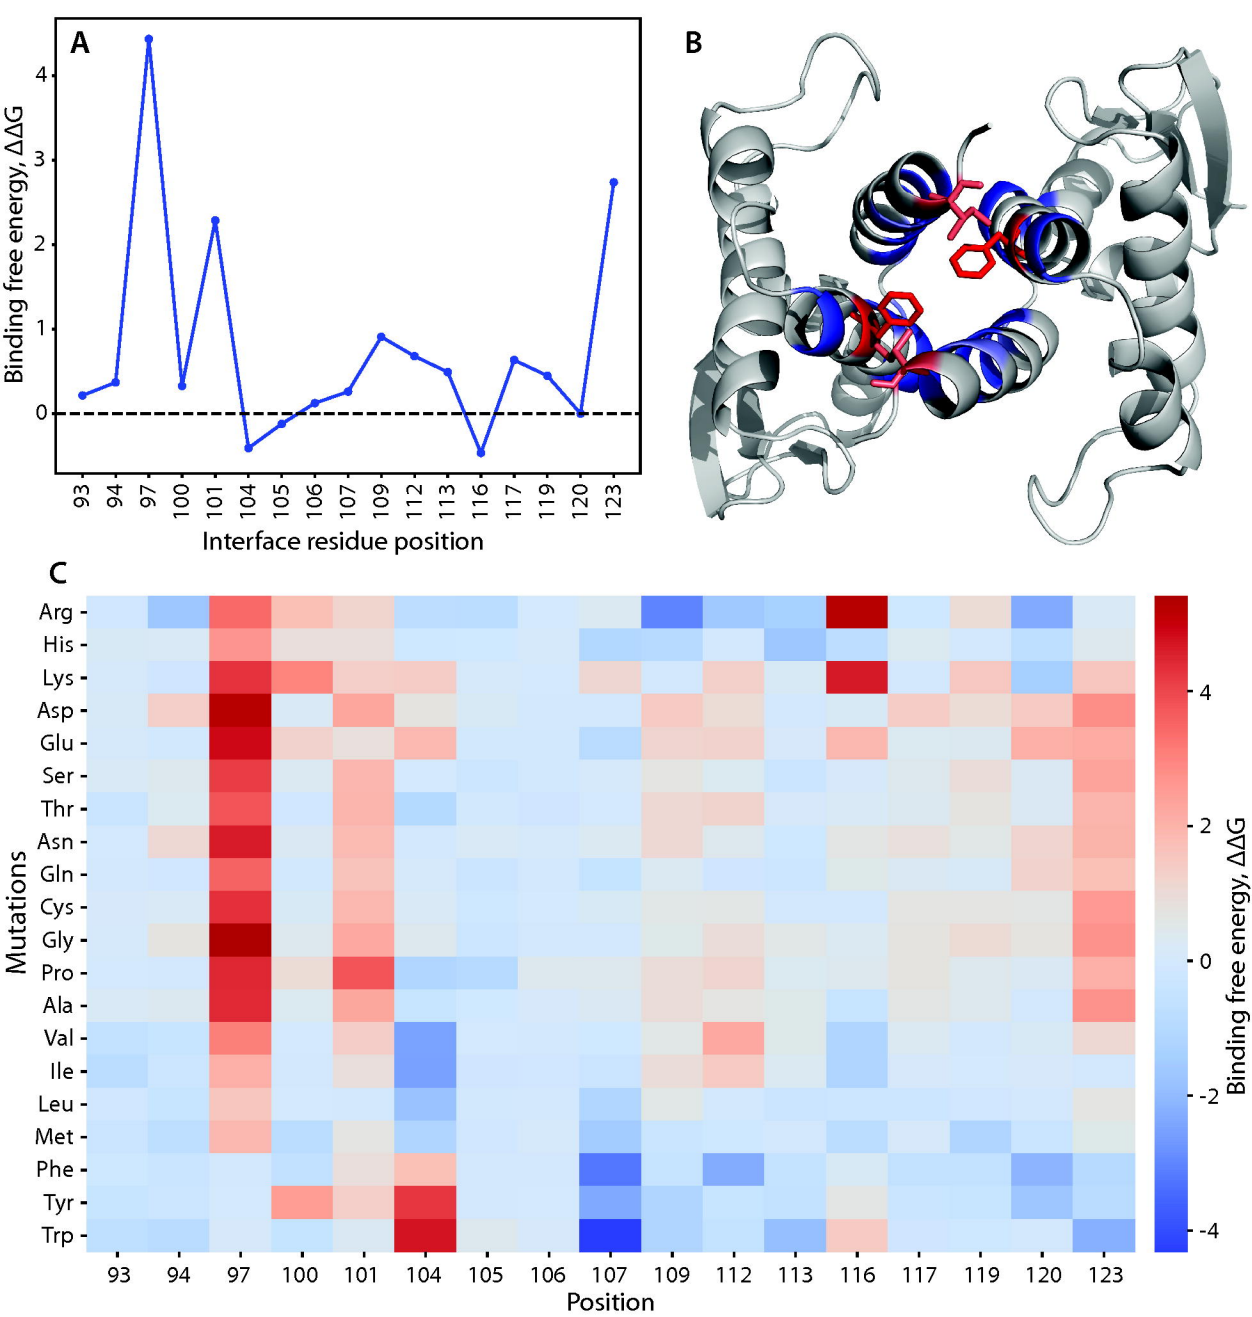 A
B
Binding free energy, ΔΔG
4
3
2
1
0
93 94 97 100 101 104 105 106 107 109 112 113 116 117 119 120 123
Interface residue position
C
Mutations
Arg
His
Lys
Asp
Glu
Ser
Thr
Asn
Gln
Cys
Gly
Pro
Ala
Val
Ile
Leu
Met
Phe
Tyr
Trp
93 94 97 100 101 104 105 106 107 109 112 113 116 117 119 120 123
Position
4
2
0
-2
-4
Binding free energy, ΔΔG